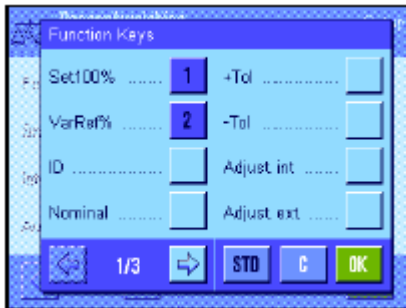 Function Keys
Set100% ....... 1 +Tol .............
VarRef% ....... 2 -Tol .............
ID ................. Adjust int .......
Nominal ........ Adjust ext ......
1/3 STD C OK